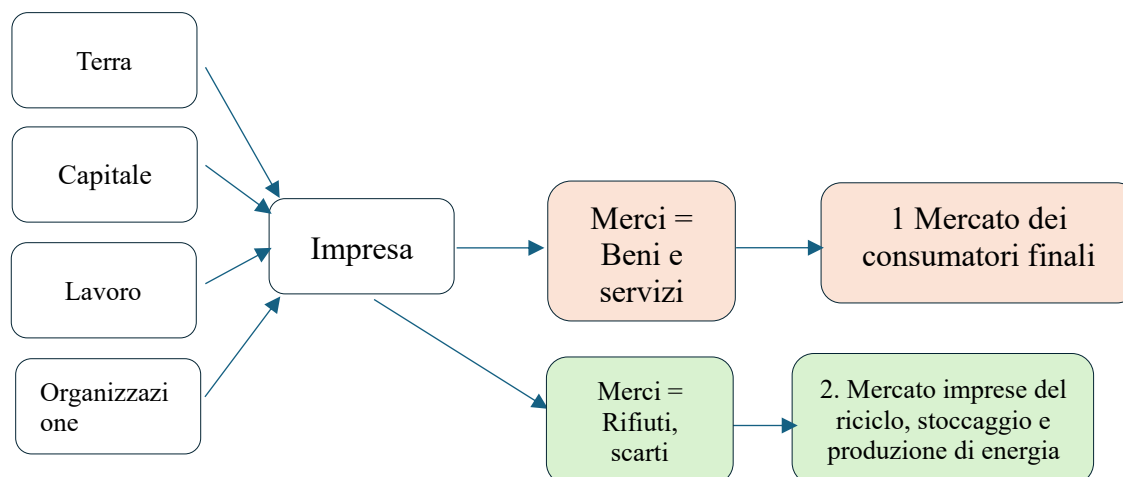 Terra
Capitale
Lavoro
Organizzazi
one
Impresa
Merci =
Beni e
servizi
1 Mercato dei
consumatori finali
Merci =
Rifiuti,
scarti
2. Mercato imprese del
riciclo, stoccaggio e
produzione di energia